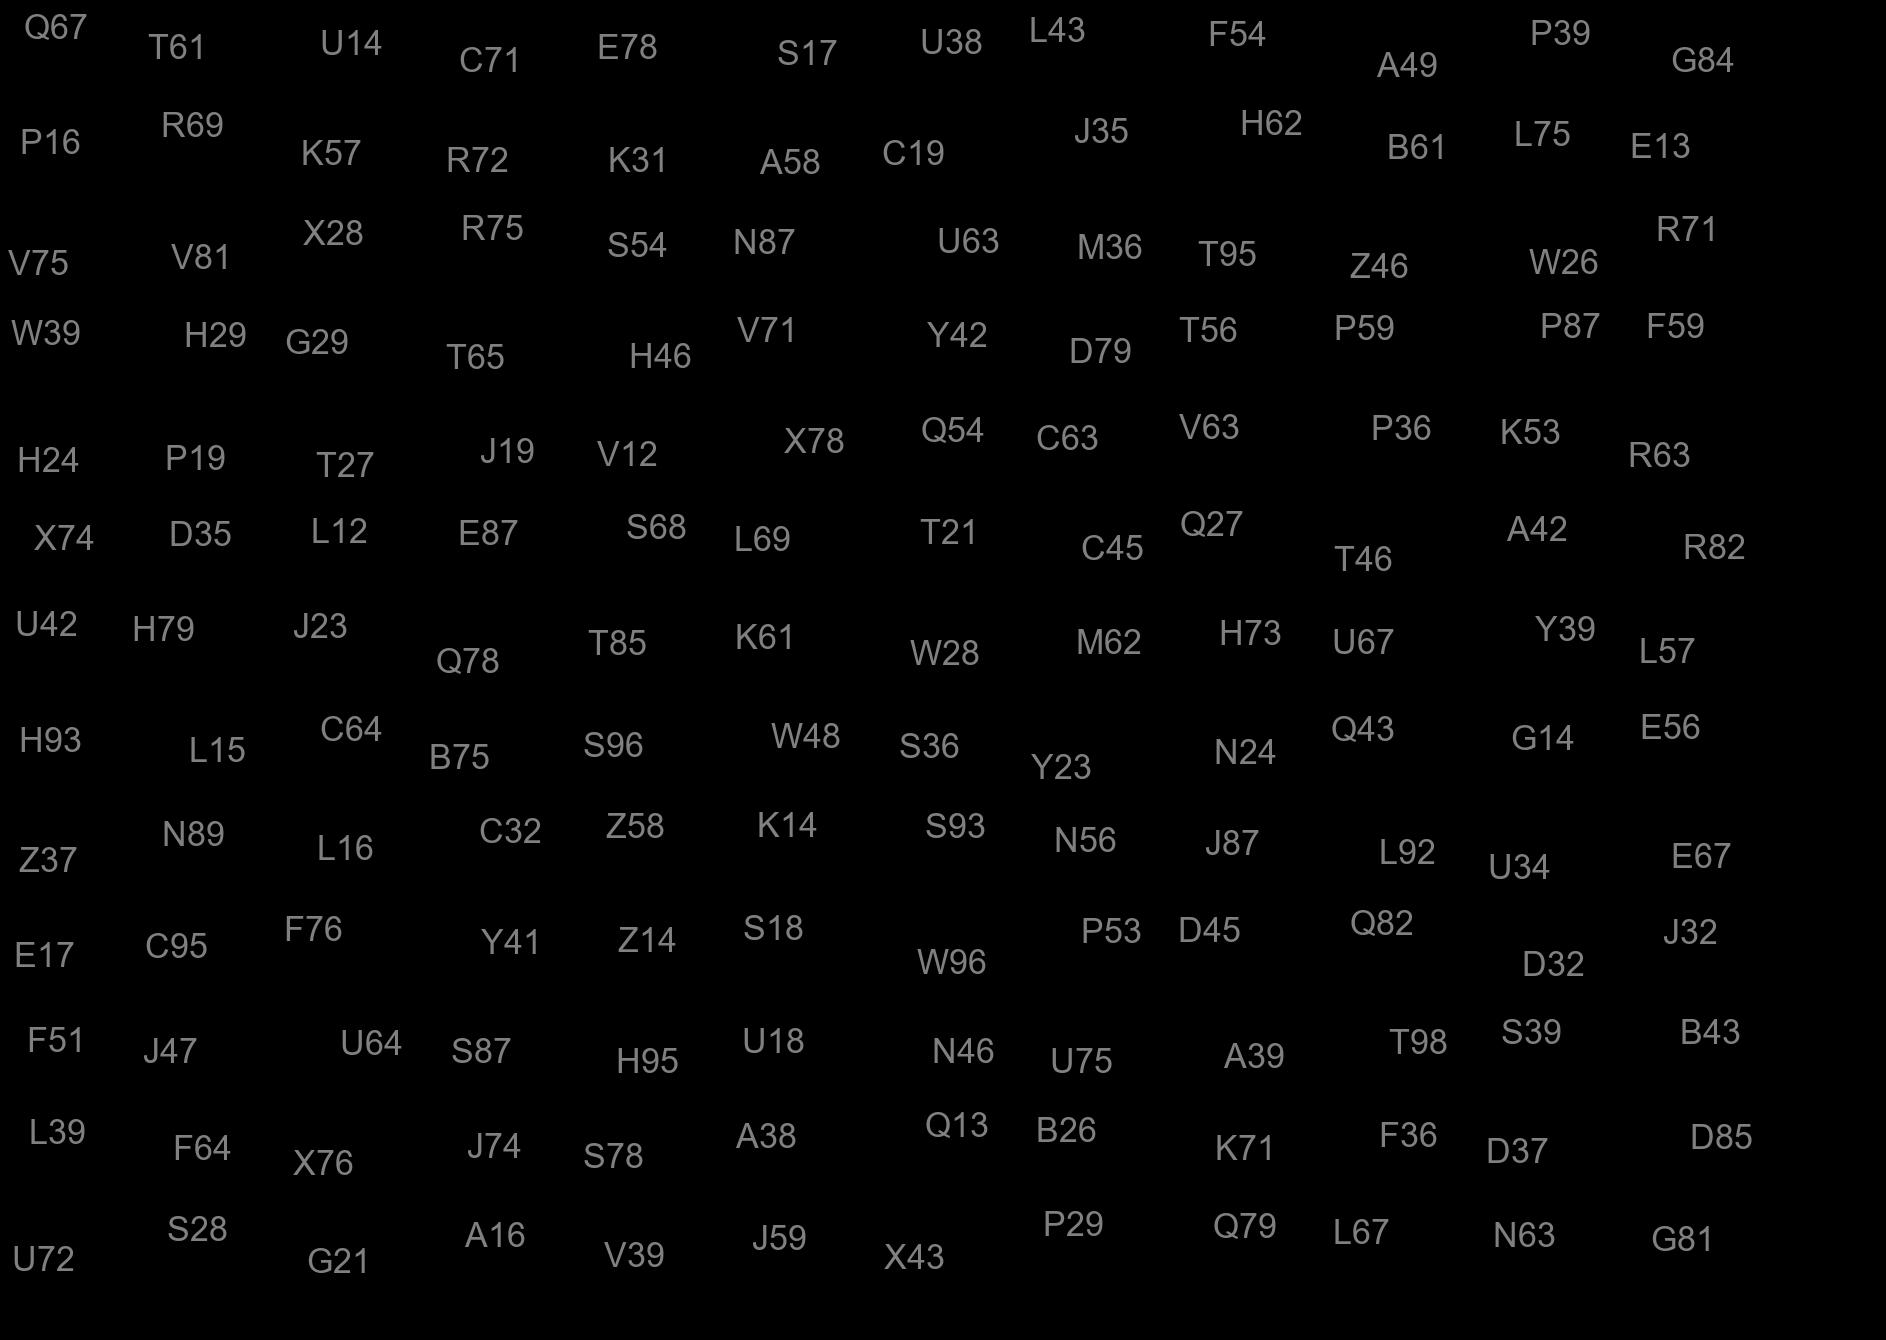 Q67 T61 U14 C71 E78 S17 U38 L43 F54 A49 P39 G84
P16 R69 K57 R72 K31 A58 C19 J35 H62 B61 L75 E13
V75 V81 X28 R75 S54 N87 U63 M36 T95 Z46 W26 R71
W39 H29 G29 T65 H46 V71 Y42 D79 T56 P59 P87 F59
H24 P19 T27 J19 V12 X78 Q54 C63 V63 P36 K53 R63
X74 D35 L12 E87 S68 L69 T21 C45 Q27 T46 A42 R82
U42 H79 J23 Q78 T85 K61 W28 M62 H73 U67 Y39 L57
H93 L15 C64 B75 S96 W48 S36 Y23 N24 Q43 G14 E56
Z37 N89 L16 C32 Z58 K14 S93 N56 J87 L92 U34 E67
E17 C95 F76 Y41 Z14 S18 W96 P53 D45 Q82 D32 J32
F51 J47 U64 S87 H95 U18 N46 U75 A39 T98 S39 B43
L39 F64 X76 J74 S78 A38 Q13 B26 K71 F36 D37 D85
U72 S28 G21 A16 V39 J59 X43 P29 Q79 L67 N63 G81